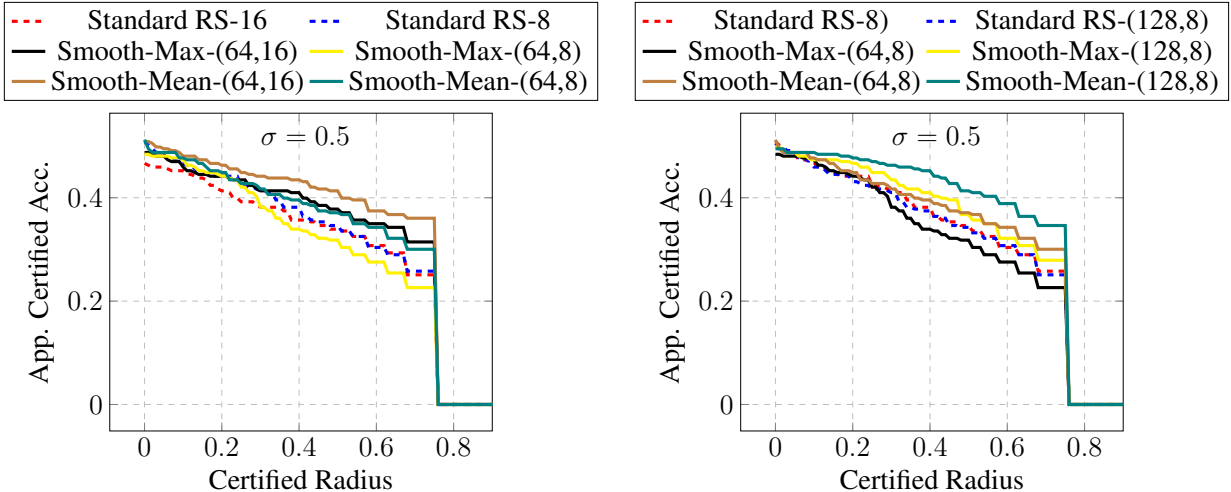 Standard RS-16 Standard RS-8
Smooth-Max-(64,16) Smooth-Max-(64,8)
Smooth-Mean-(64,16) Smooth-Mean-(64,8)
σ = 0.5
App. Certified Acc.
0.4
0.2
0
0 0.2 0.4 0.6 0.8
Certified Radius
Standard RS-8) Standard RS-(128,8)
Smooth-Max-(64,8) Smooth-Max-(128,8)
Smooth-Mean-(64,8) Smooth-Mean-(128,8)
σ = 0.5
App. Certified Acc.
0.4
0.2
0
0 0.2 0.4 0.6 0.8
Certified Radius